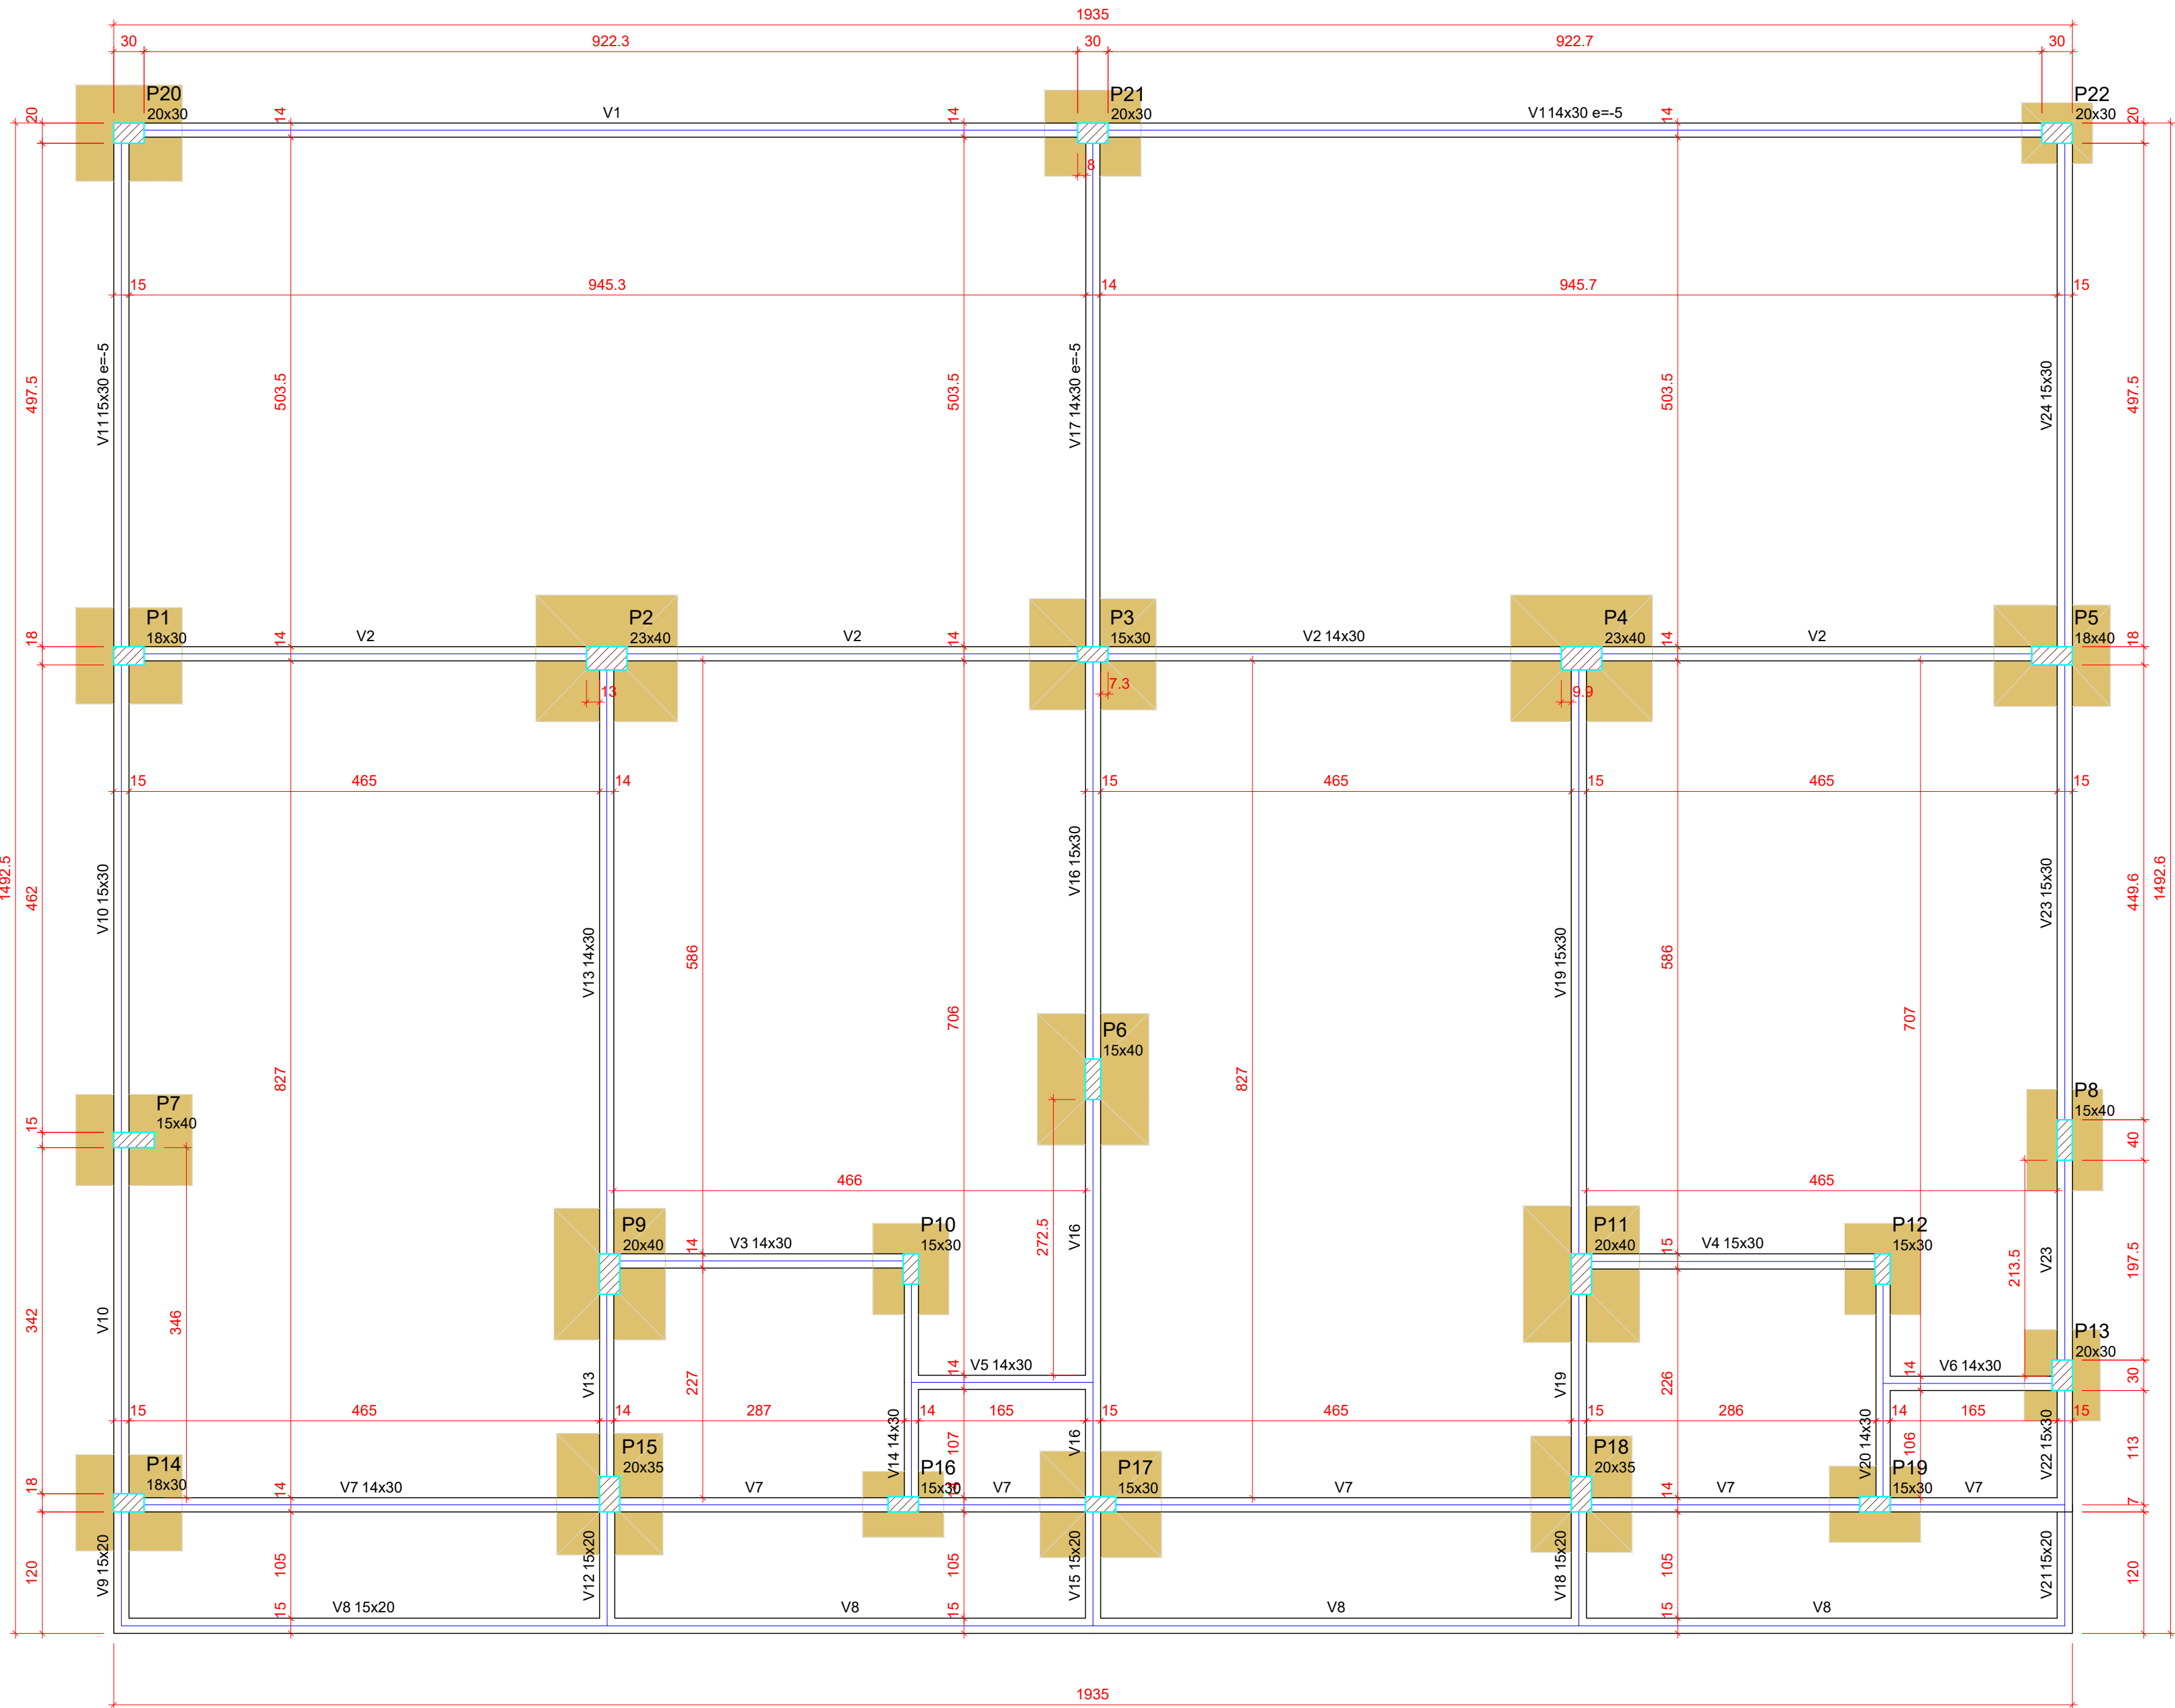 1935
30
922.3
30
922.7
30
P20
20x30
V1
P21
20x30
V1 14x30 e=-5
P22
20x30
20
14
14
14
20
8
15
945.3
14
945.7
15
V11 15x30 e=-5
V17 14x30 e=-5
V24 15x30
497.5
503.5
503.5
503.5
497.5
P1
18x30
V2
P2
23x40
V2
P3
15x30
V2 14x30
P4
23x40
V2
P5
18x40
18
14
14
14
18
13
7.3
9.9
15
465
14
15
465
15
465
15
1492.5
462
V10 15x30
V13 14x30
V16 15x30
V19 15x30
V23 15x30
449.6
1492.6
586
586
706
707
827
827
P6
15x40
P7
15x40
P8
15x40
15
40
466
465
P9
20x40
V3 14x30
P10
15x30
P11
20x40
V4 15x30
P12
15x30
14
15
272.5
V16
213.5
V23
197.5
342
V10
346
P13
20x30
V5 14x30
V6 14x30
14
14
30
V13
227
V19
226
15
465
14
287
14
165
15
465
15
286
14
165
15
V14 14x30
107
V16
V20 14x30
106
V22 15x30
113
P14
18x30
V7 14x30
P15
20x35
V7
P16
15x30
V7
P17
15x30
V7
P18
20x35
V7
P19
15x30
V7
18
14
14
7
V9 15x20
V12 15x20
V15 15x20
V18 15x20
V21 15x20
120
105
105
105
120
V8 15x20
V8
V8
V8
15
15
15
1935